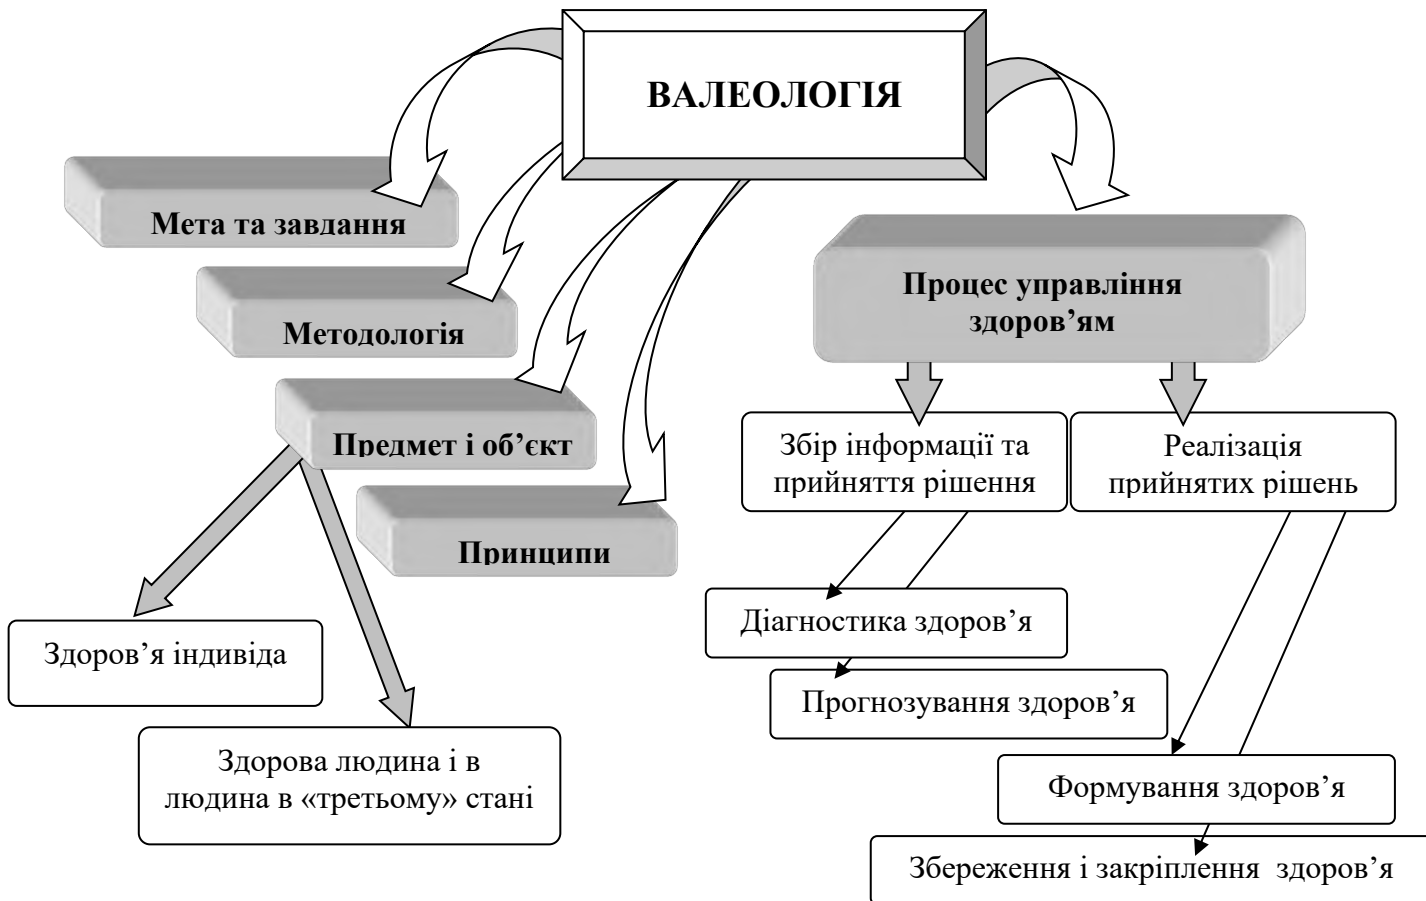 ВАЛЕОЛОГІЯ
Мета та завдання
Методологія
Предмет і об’єкт
Принципи
Здоров’я індивіда
Здорова людина і в
людина в «третьому» стані
Процес управління
здоров’ям
Збір інформації та
прийняття рішення
Реалізація
прийнятих рішень
Діагностика здоров’я
Прогнозування здоров’я
Формування здоров’я
Збереження і закріплення здоров’я